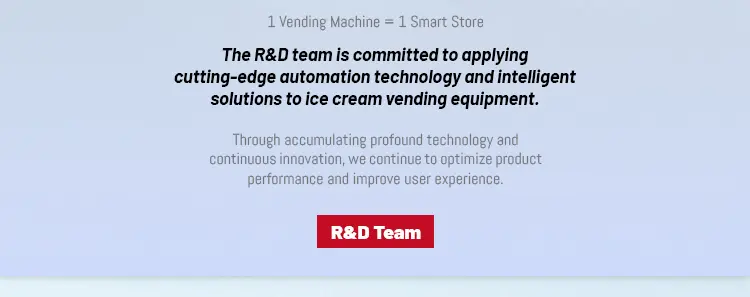 1 Vending Machine = 1 Smart Store
The R&D team is committed to applying
cutting-edge automation technology and intelligent
solutions to ice cream vending equipment.
Through accumulating profound technology and
continuous innovation, we continue to optimize product
performance and improve user experience.
R&D Team